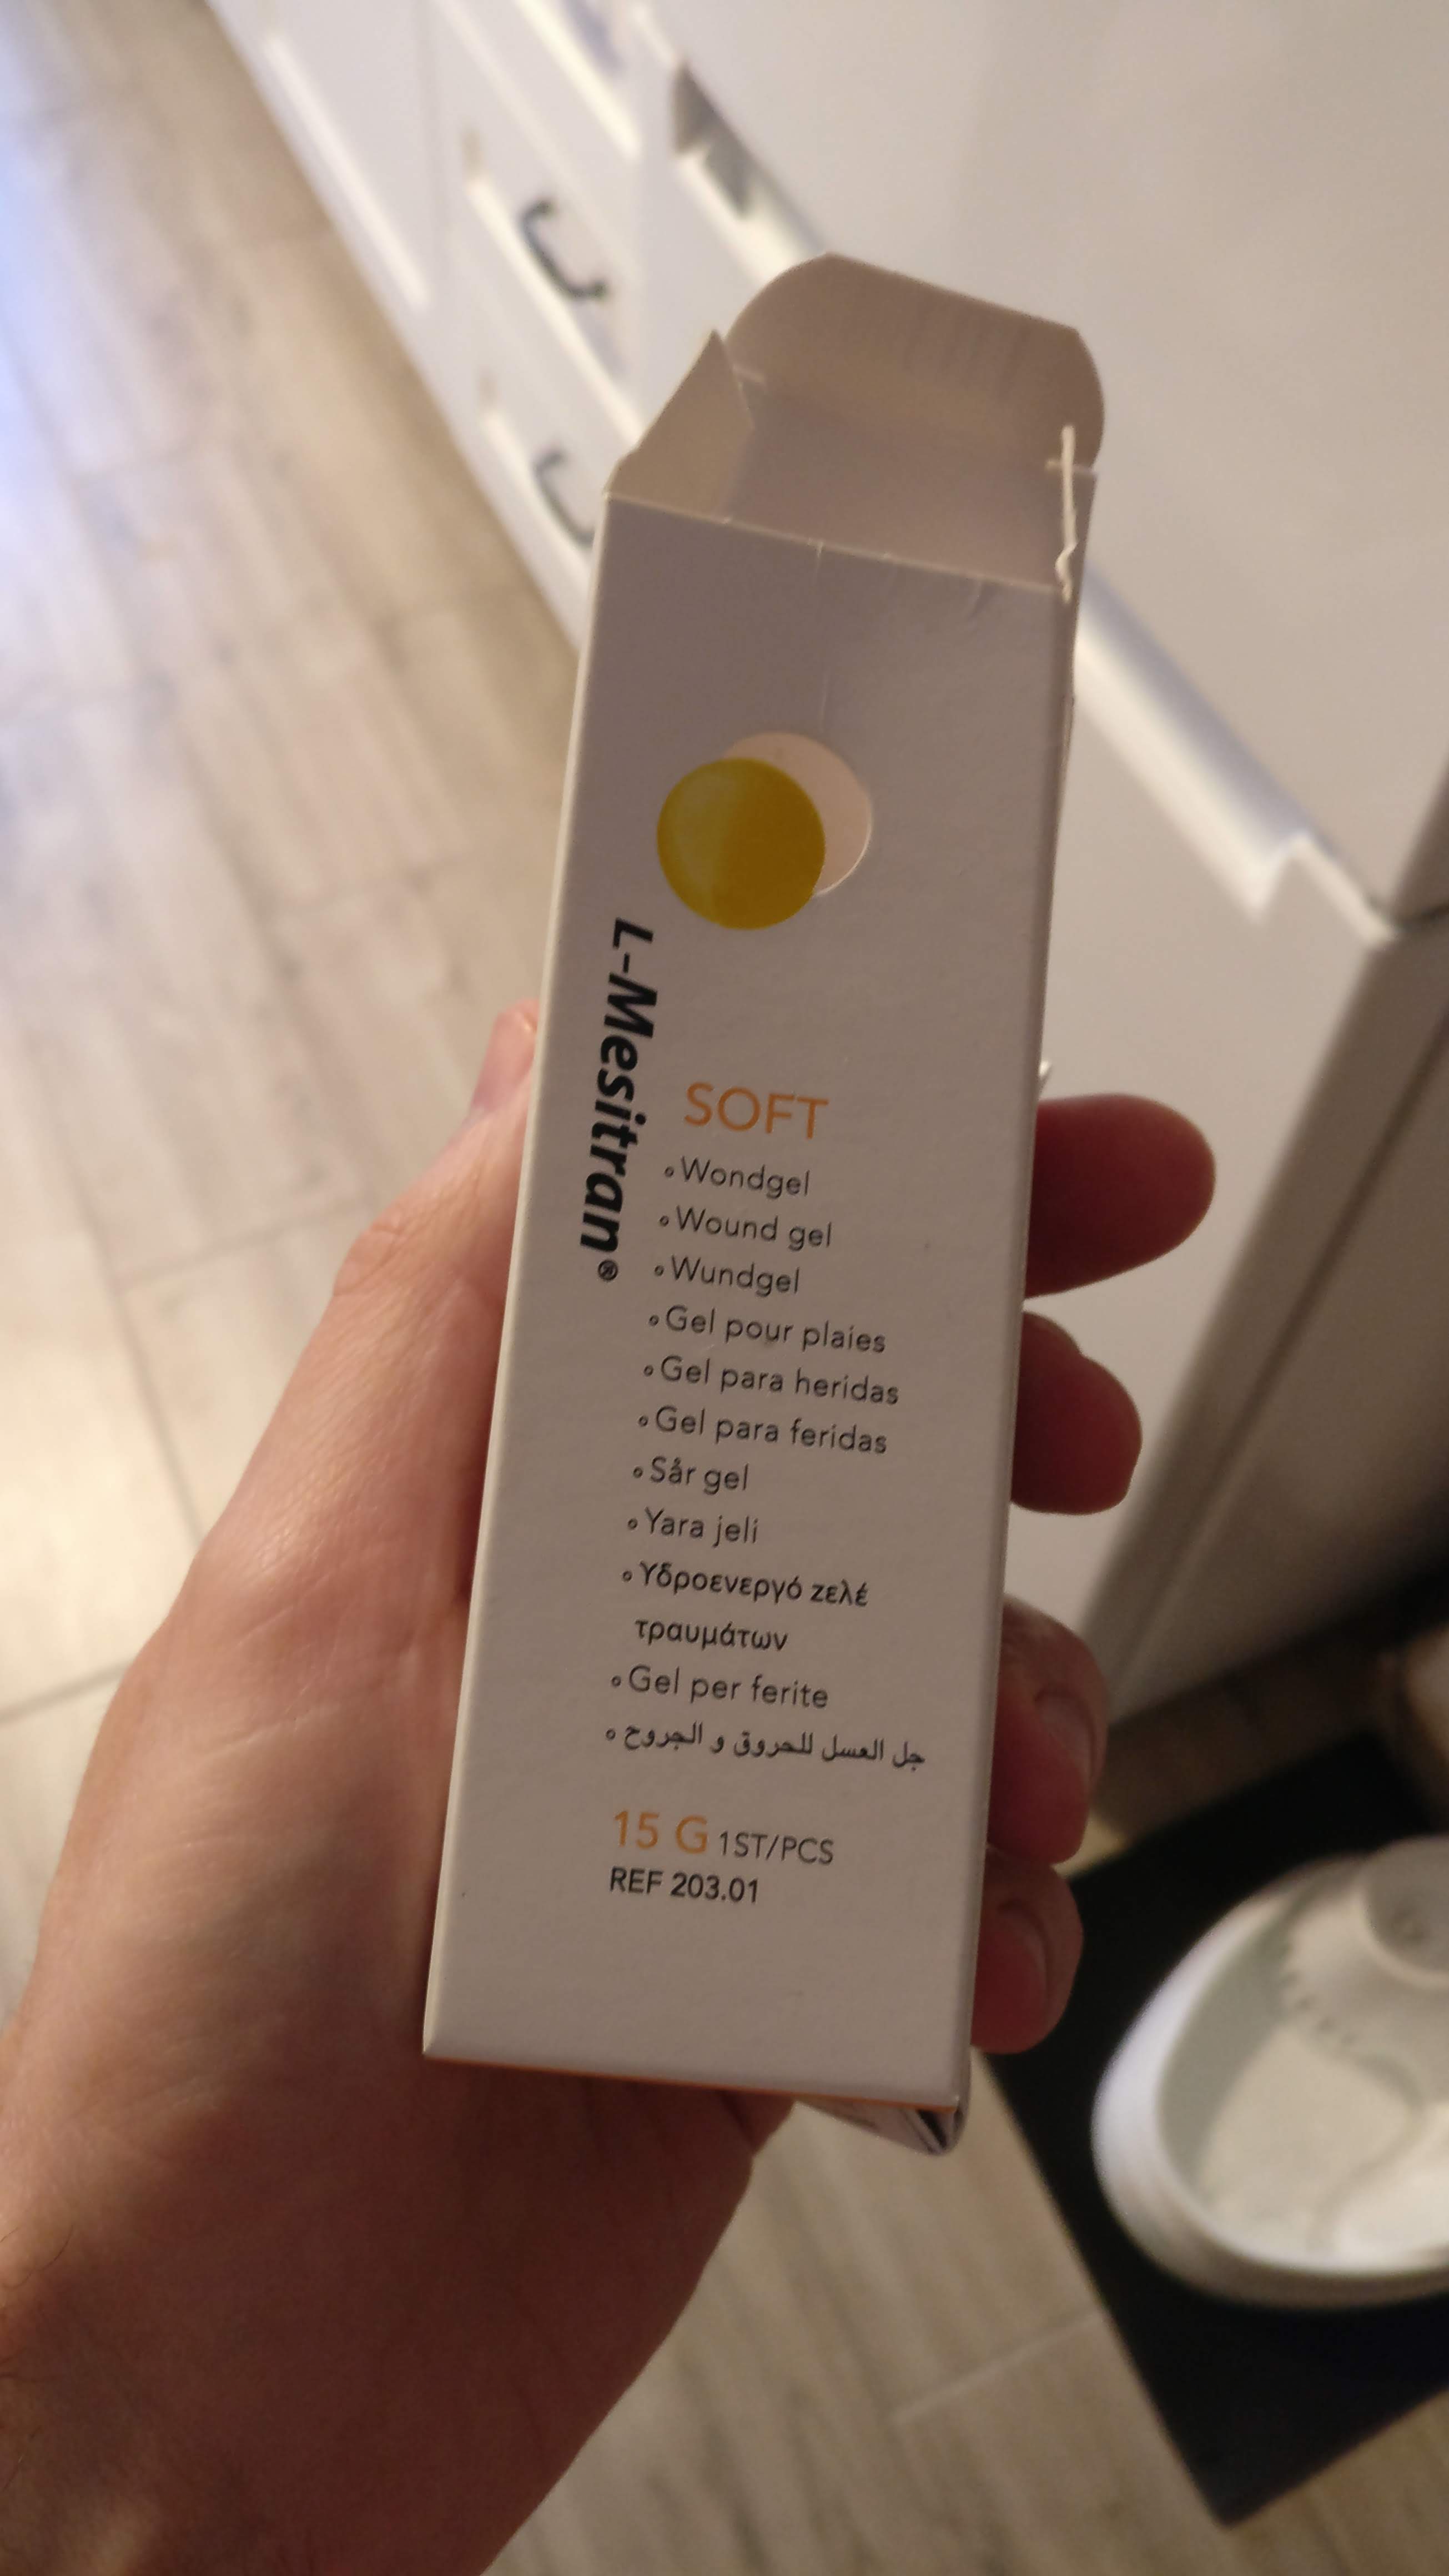 L-Mesitran®
SOFT
• Wondgel
• Wound gel
• Wundgel
• Gel pour plaies
• Gel para heridas
• Gel para feridas
• Sår gel
• Yara jeli
• Υδροενεργό zελέ
τραυμάτων
• Gel per ferite
• جل العسل للحروق و الجروح
15 G 1ST/PCS
REF 203.01